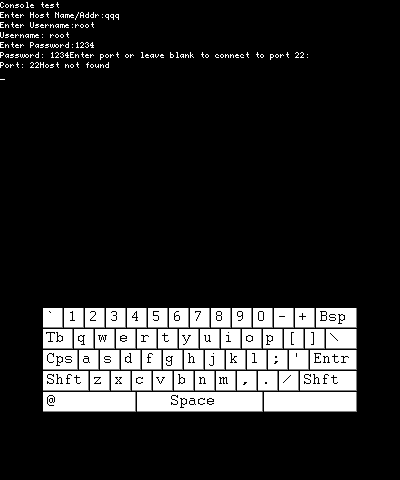 Console test
Enter Host Name/Addr:qqq
Enter Username:root
Username: root
Enter Password:1234
Password: 1234Enter port or leave blank to connect to port 22:
Port: 22Host not found
_
` 1 2 3 4 5 6 7 8 9 0 - + Bsp
Tb q w e r t y u i o p [ ] \
Cps a s d f g h j k l ; ' Entr
Shft z x c v b n m , . / Shft
@ Space